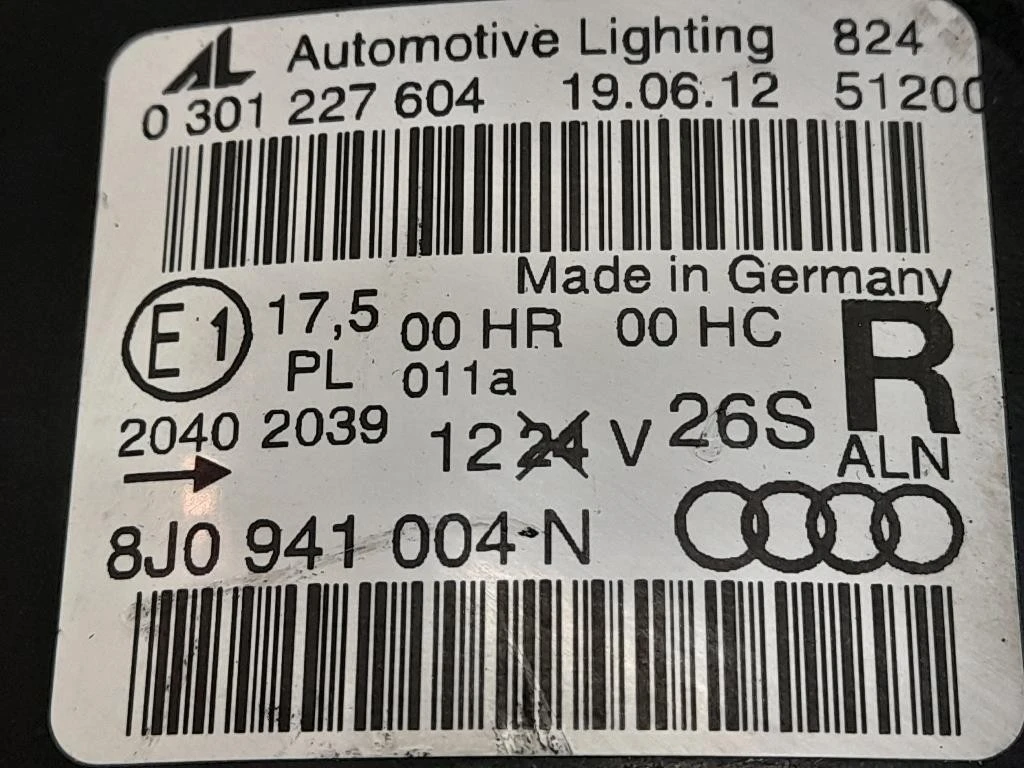 AL Automotive Lighting 824
0 301 227 604 19.06.12 51200
Made in Germany
E1 17,5 00 HR 00 HC R
PL 011a
2040 2039 12 24 V 26S ALN
8J0 941 004 N